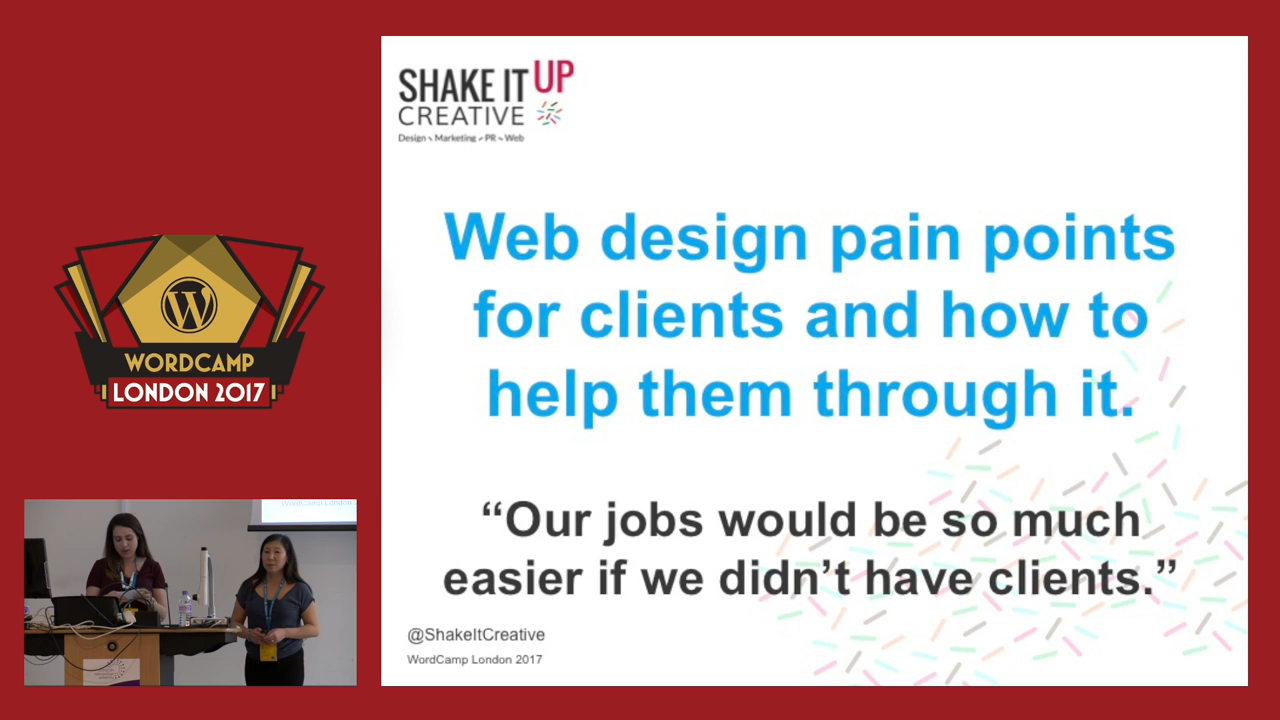 SHAKE IT UP
CREATIVE
Design ~ Marketing ~ PR ~ Web
Web design pain points
for clients and how to
help them through it.
“Our jobs would be so much
easier if we didn’t have clients.”
@ShakeItCreative
WordCamp London 2017
W
WORDCAMP
LONDON 2017
WordCamp London